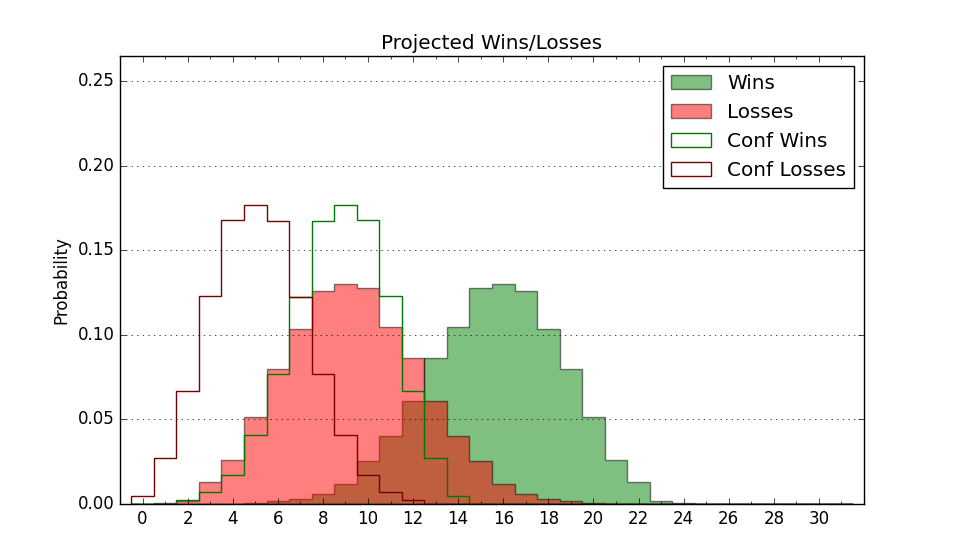 Projected Wins/Losses
Probability
0.25
0.20
0.15
0.10
0.05
0.00
Wins
Losses
Conf Wins
Conf Losses
0 2 4 6 8 10 12 14 16 18 20 22 24 26 28 30